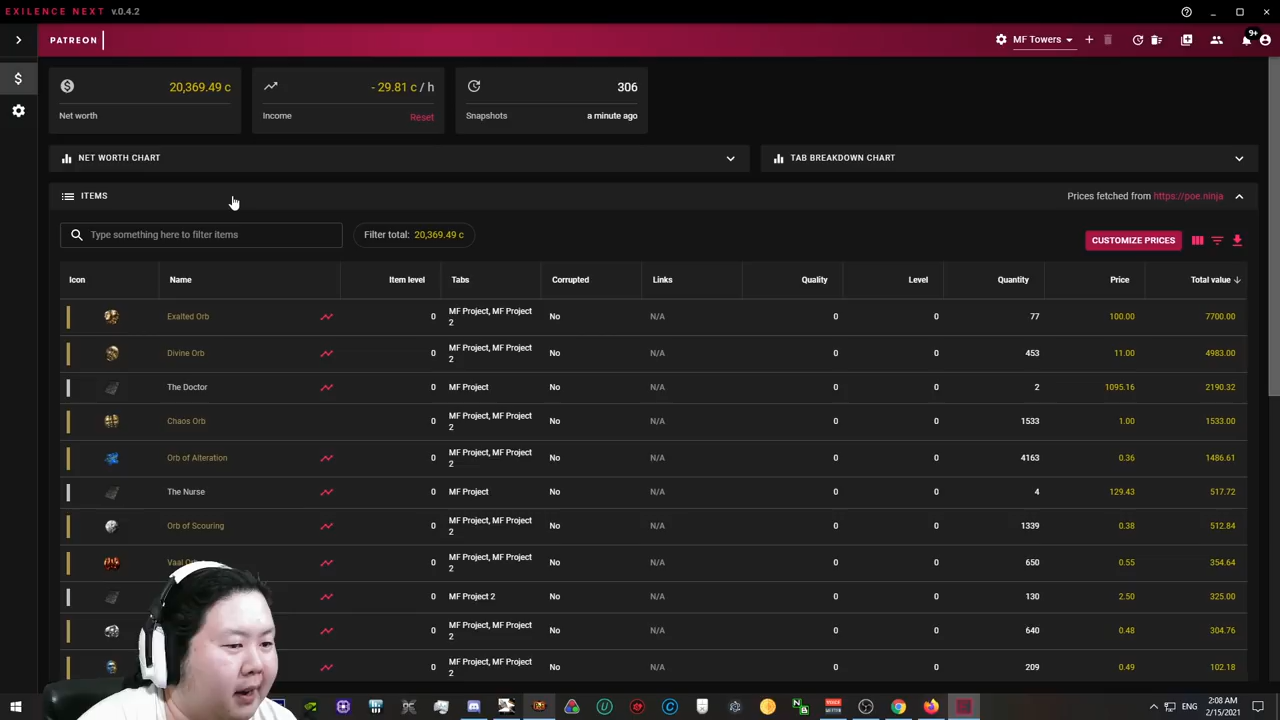 EXILENCE NEXT v.0.4.2
PATREON
MF Towers
9+
20,369.49 c
Net worth
- 29.81 c / h
Income
Reset
306
Snapshots
a minute ago
NET WORTH CHART
TAB BREAKDOWN CHART
ITEMS
Prices fetched from https://poe.ninja
Type something here to filter items
Filter total: 20,369.49 c
CUSTOMIZE PRICES
Icon Name Item level Tabs Corrupted Links Quality Level Quantity Price Total value
Exalted Orb 0 MF Project, MF Project 2 No N/A 0 0 77 100.00 7700.00
Divine Orb 0 MF Project, MF Project 2 No N/A 0 0 453 11.00 4983.00
The Doctor 0 MF Project No N/A 0 0 2 1095.16 2190.32
Chaos Orb 0 MF Project, MF Project 2 No N/A 0 0 1533 1.00 1533.00
Orb of Alteration 0 MF Project, MF Project 2 No N/A 0 0 4163 0.36 1486.61
The Nurse 0 MF Project No N/A 0 0 4 129.43 517.72
Orb of Scouring 0 MF Project, MF Project 2 No N/A 0 0 1339 0.38 512.84
Vaal 0 MF Project, MF Project 2 No N/A 0 0 650 0.55 354.64
0 MF Project 2 No N/A 0 0 130 2.50 325.00
0 MF Project, MF Project 2 No N/A 0 0 640 0.48 304.76
0 MF Project, MF Project 2 No N/A 0 0 209 0.49 102.18
ENG
2:08 AM
2/15/2021